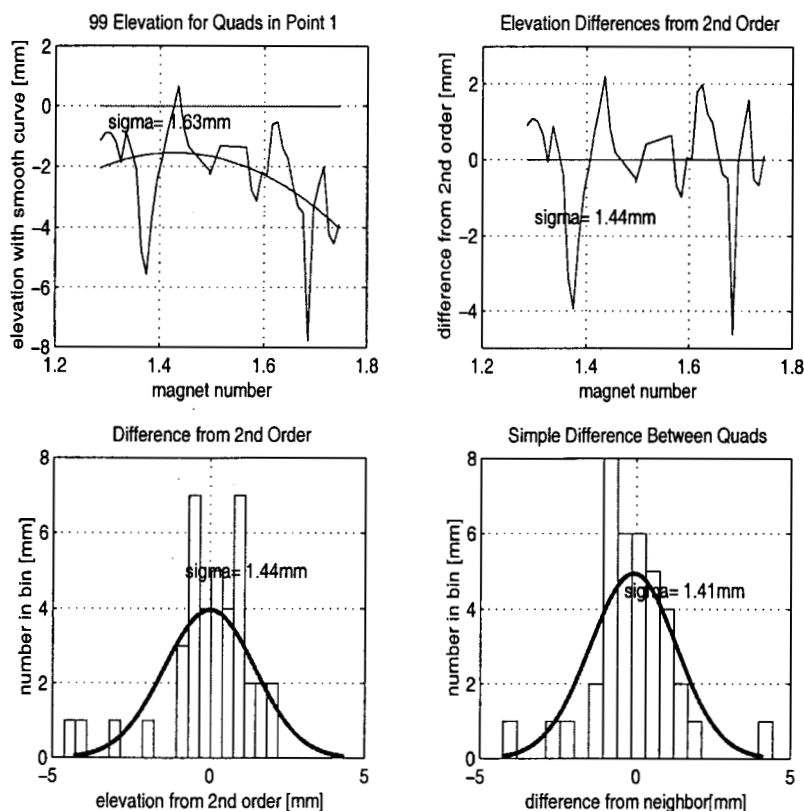 99 Elevation for Quads in Point 1
elevation with smooth curve [mm]
2
0
-2
-4
-6
-8
sigma= 1.63mm
1.2 1.4 1.6 1.8
magnet number
Elevation Differences from 2nd Order
difference from 2nd order [mm]
2
0
-2
-4
sigma= 1.44mm
1.2 1.4 1.6 1.8
magnet number
Difference from 2nd Order
number in bin [mm]
8
6
4
2
0
sigma= 1.44mm
-5 0 5
elevation from 2nd order [mm]
Simple Difference Between Quads
number in bin [mm]
8
6
4
2
0
sigma= 1.41mm
-5 0 5
difference from neighbor[mm]